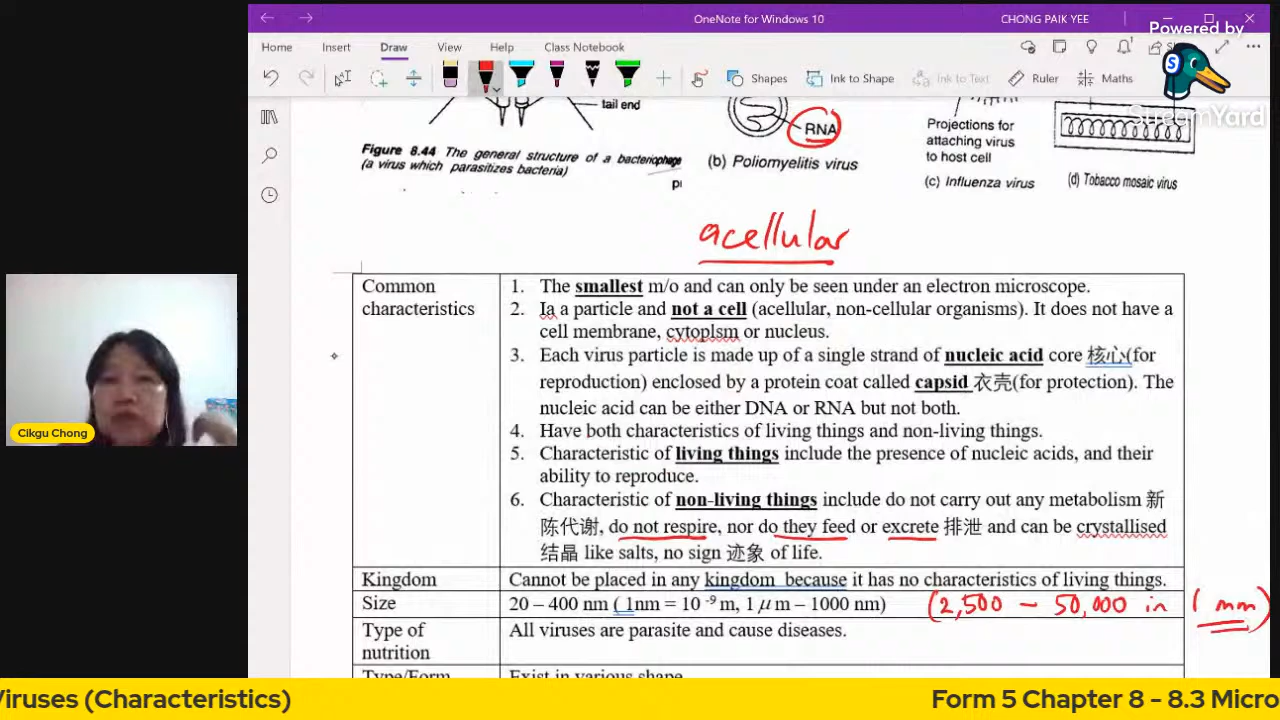 OneNote for Windows 10
CHONG PAIK YEE
Powered by
StreamYard
Home Insert Draw View Help Class Notebook
Shapes Ink to Shape Ink to Text Ruler Maths
tail end
RNA
Projections for
attaching virus
to host cell
Figure 8.44 The general structure of a bacteriophage
(a virus which parasitizes bacteria)
(b) Poliomyelitis virus
(c) Influenza virus
(d) Tobacco mosaic virus
acellular
Common
characteristics
1. The smallest m/o and can only be seen under an electron microscope.
2. Ia a particle and not a cell (acellular, non-cellular organisms). It does not have a
cell membrane, cytoplsm or nucleus.
3. Each virus particle is made up of a single strand of nucleic acid core 核心(for
reproduction) enclosed by a protein coat called capsid 衣壳(for protection). The
nucleic acid can be either DNA or RNA but not both.
4. Have both characteristics of living things and non-living things.
5. Characteristic of living things include the presence of nucleic acids, and their
ability to reproduce.
6. Characteristic of non-living things include do not carry out any metabolism 新
陈代谢, do not respire, nor do they feed or excrete 排泄 and can be crystallised
结晶 like salts, no sign 迹象 of life.
Kingdom Cannot be placed in any kingdom because it has no characteristics of living things.
Size 20 – 400 nm ( 1nm = 10 -9 m, 1 μ m – 1000 nm) (2,500 – 50,000 in 1 mm)
Type of
nutrition
All viruses are parasite and cause diseases.
Type/Form Exist in various shape
Cikgu Chong
Viruses (Characteristics) Form 5 Chapter 8 - 8.3 Micro